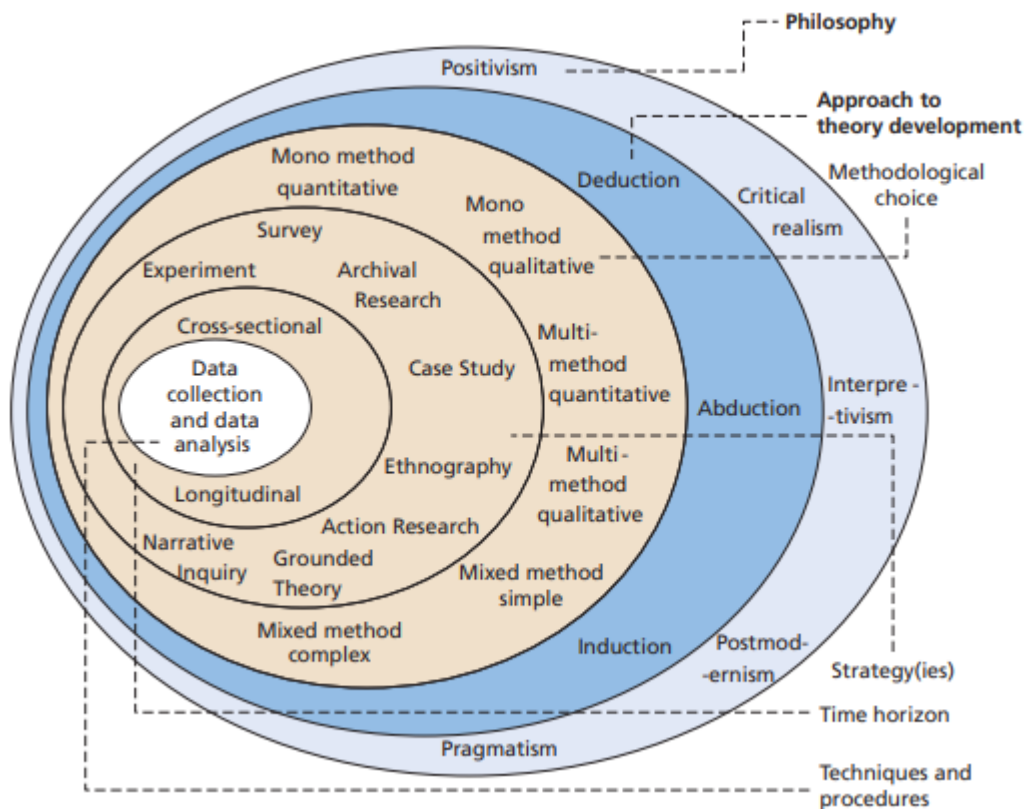 Philosophy
Positivism
Approach to
theory development
Mono method
quantitative
Deduction
Methodological
choice
Mono
method
qualitative
Critical
realism
Survey
Experiment
Archival
Research
Cross-sectional
Data
collection
and data
analysis
Case Study
Multi-
method
quantitative
Abduction
Interpre -
-tivism
Ethnography
Multi-
method
qualitative
Longitudinal
Action Research
Narrative
Inquiry
Grounded
Theory
Mixed method
simple
Mixed method
complex
Induction
Postmod-
-ernism
Strategy(ies)
Time horizon
Pragmatism
Techniques and
procedures